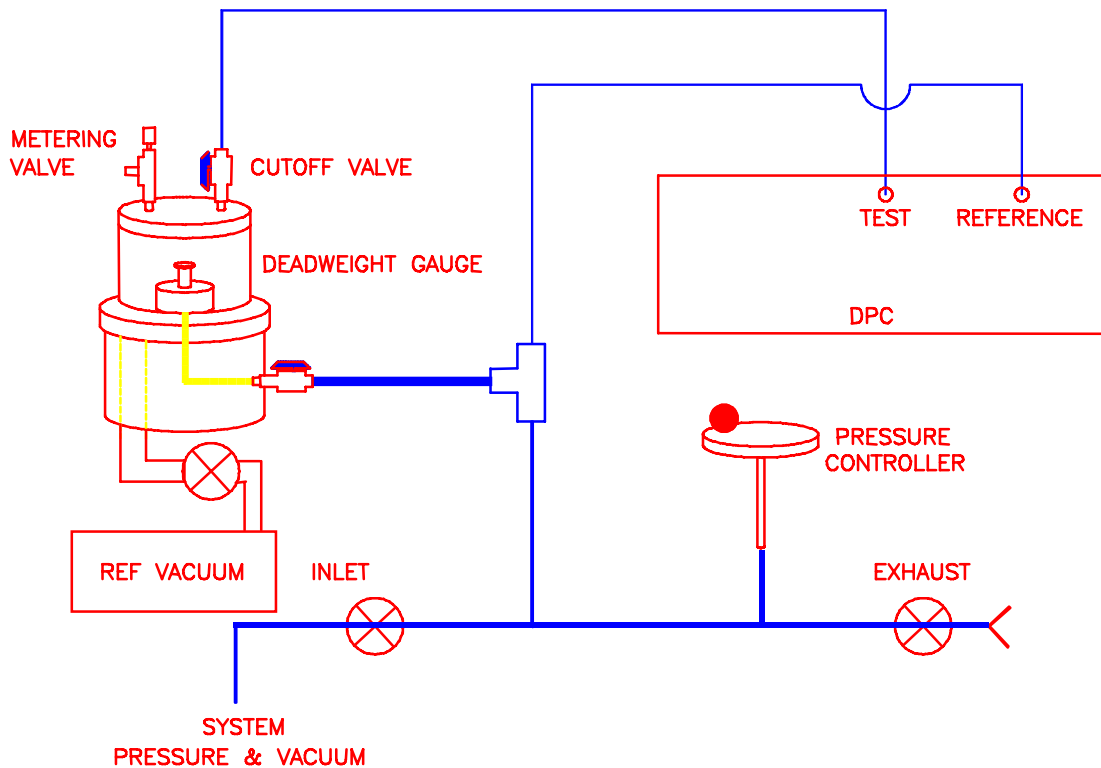 METERING
VALVE
CUTOFF VALVE
TEST
REFERENCE
DEADWEIGHT GAUGE
DPC
PRESSURE
CONTROLLER
REF VACUUM
INLET
EXHAUST
SYSTEM
PRESSURE & VACUUM